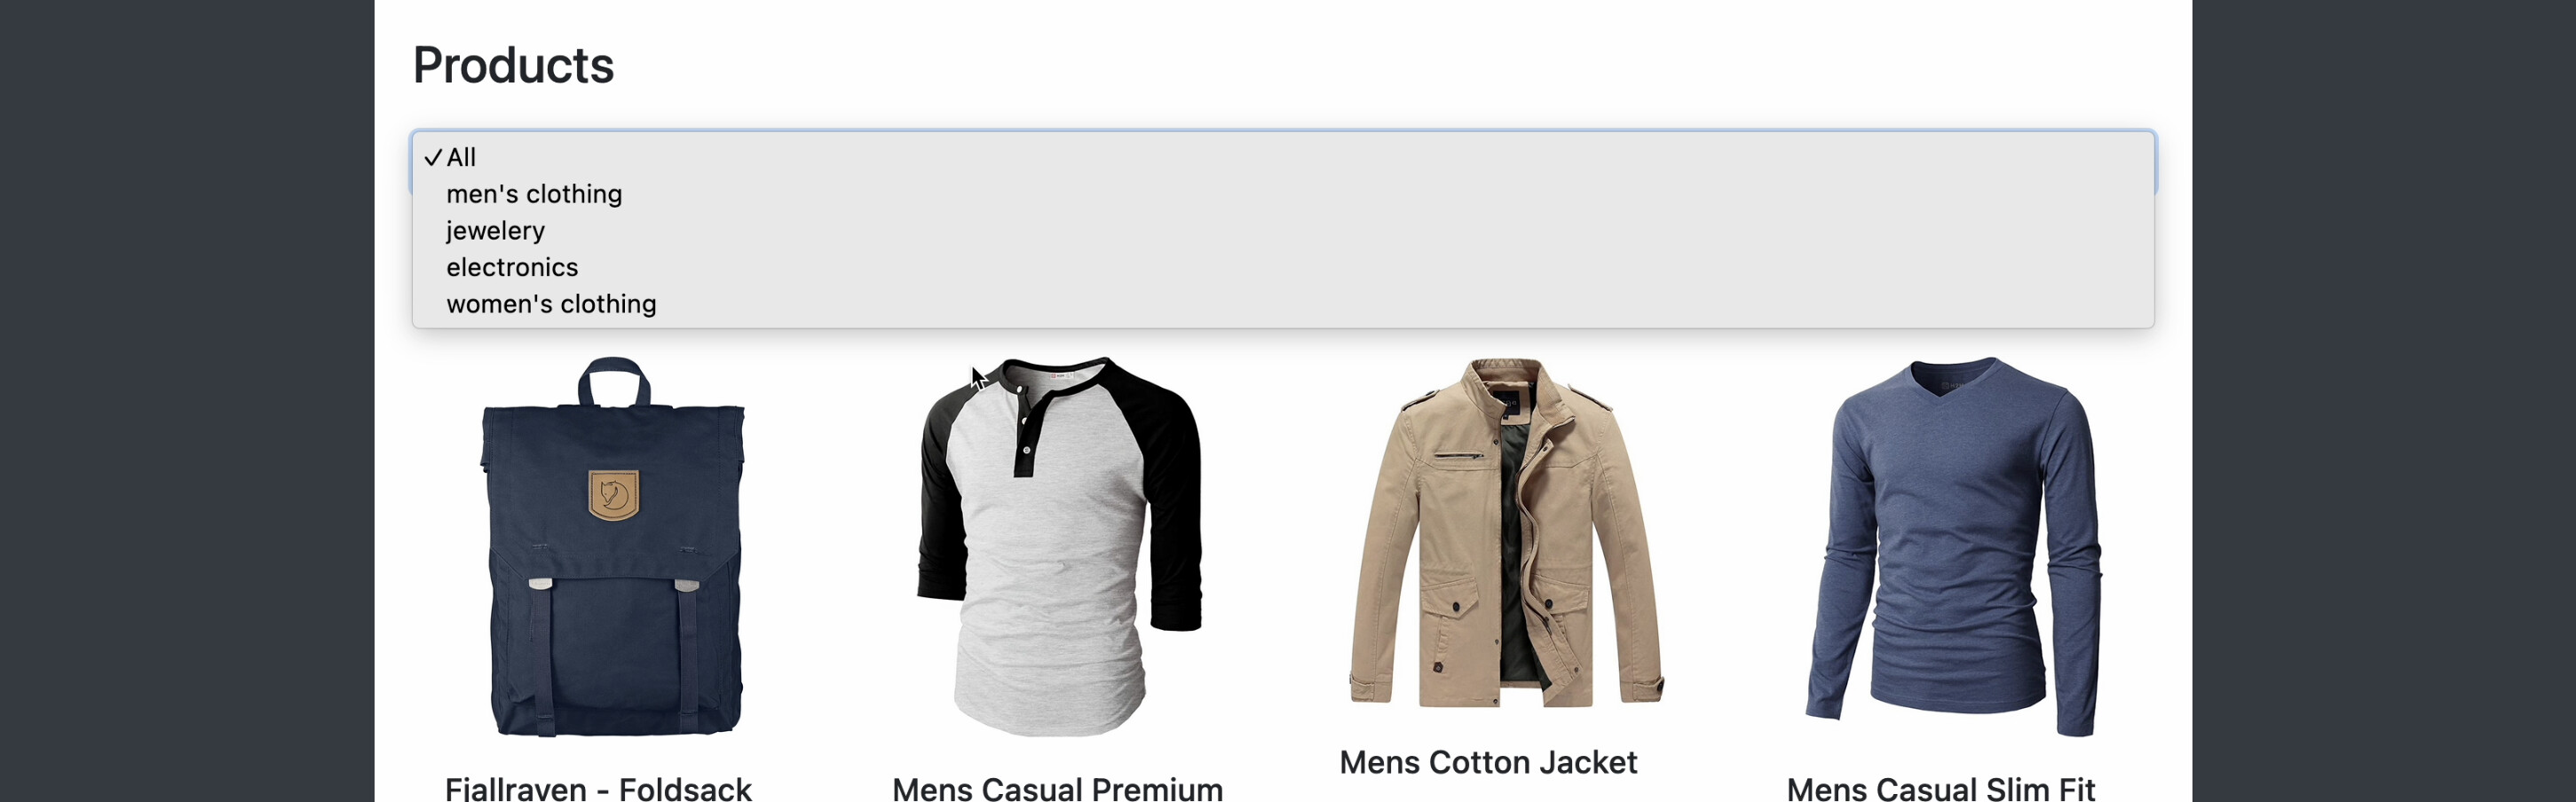 Products
✓ All
men's clothing
jewelery
electronics
women's clothing
Mens Cotton Jacket
Fjallraven - Foldsack
Mens Casual Premium
Mens Casual Slim Fit